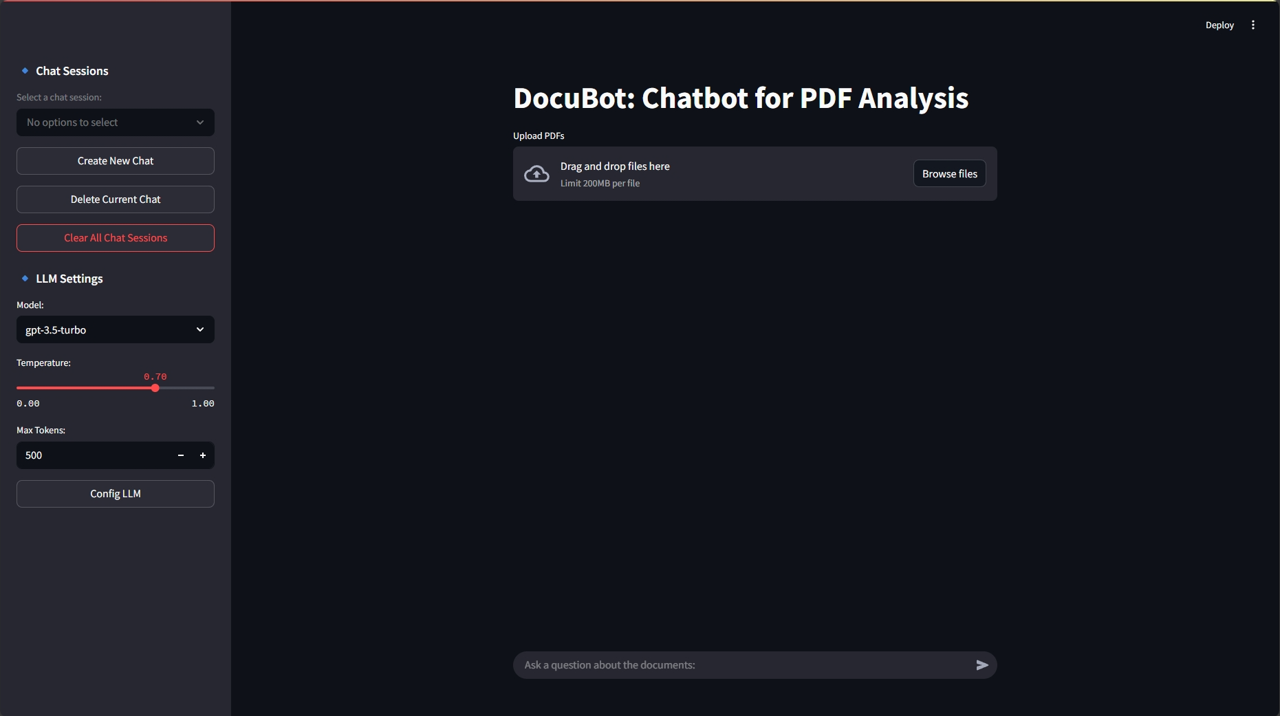 Deploy
Chat Sessions
Select a chat session:
No options to select
Create New Chat
Delete Current Chat
Clear All Chat Sessions
LLM Settings
Model:
gpt-3.5-turbo
Temperature:
0.70
0.00 1.00
Max Tokens:
500 − +
Config LLM
DocuBot: Chatbot for PDF Analysis
Upload PDFs
Drag and drop files here
Limit 200MB per file
Browse files
Ask a question about the documents: